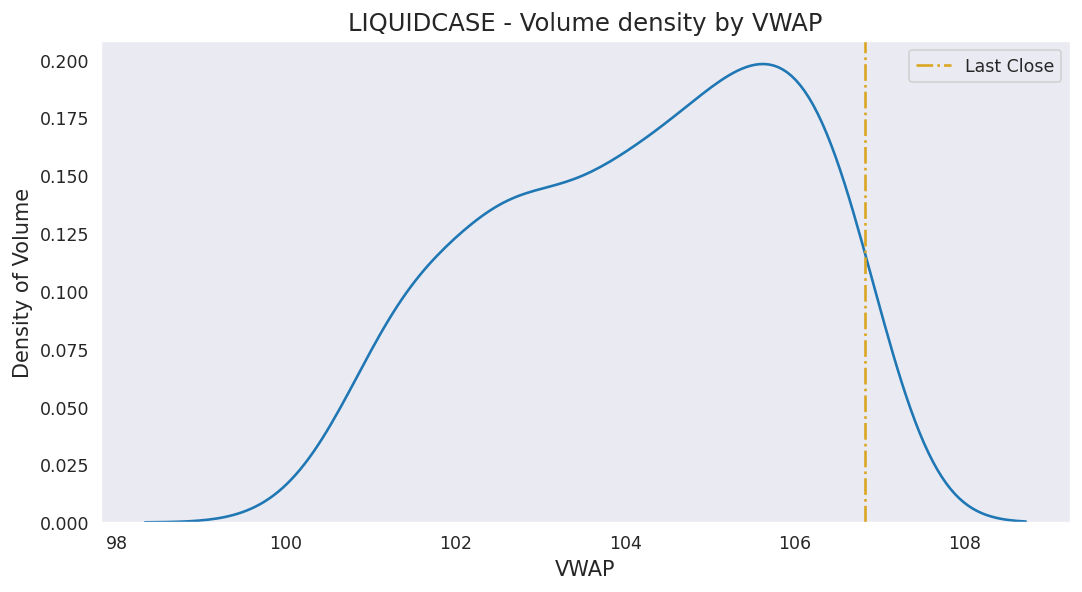 LIQUIDCASE - Volume density by VWAP
Last Close
Density of Volume
0.200
0.175
0.150
0.125
0.100
0.075
0.050
0.025
0.000
98 100 102 104 106 108
VWAP